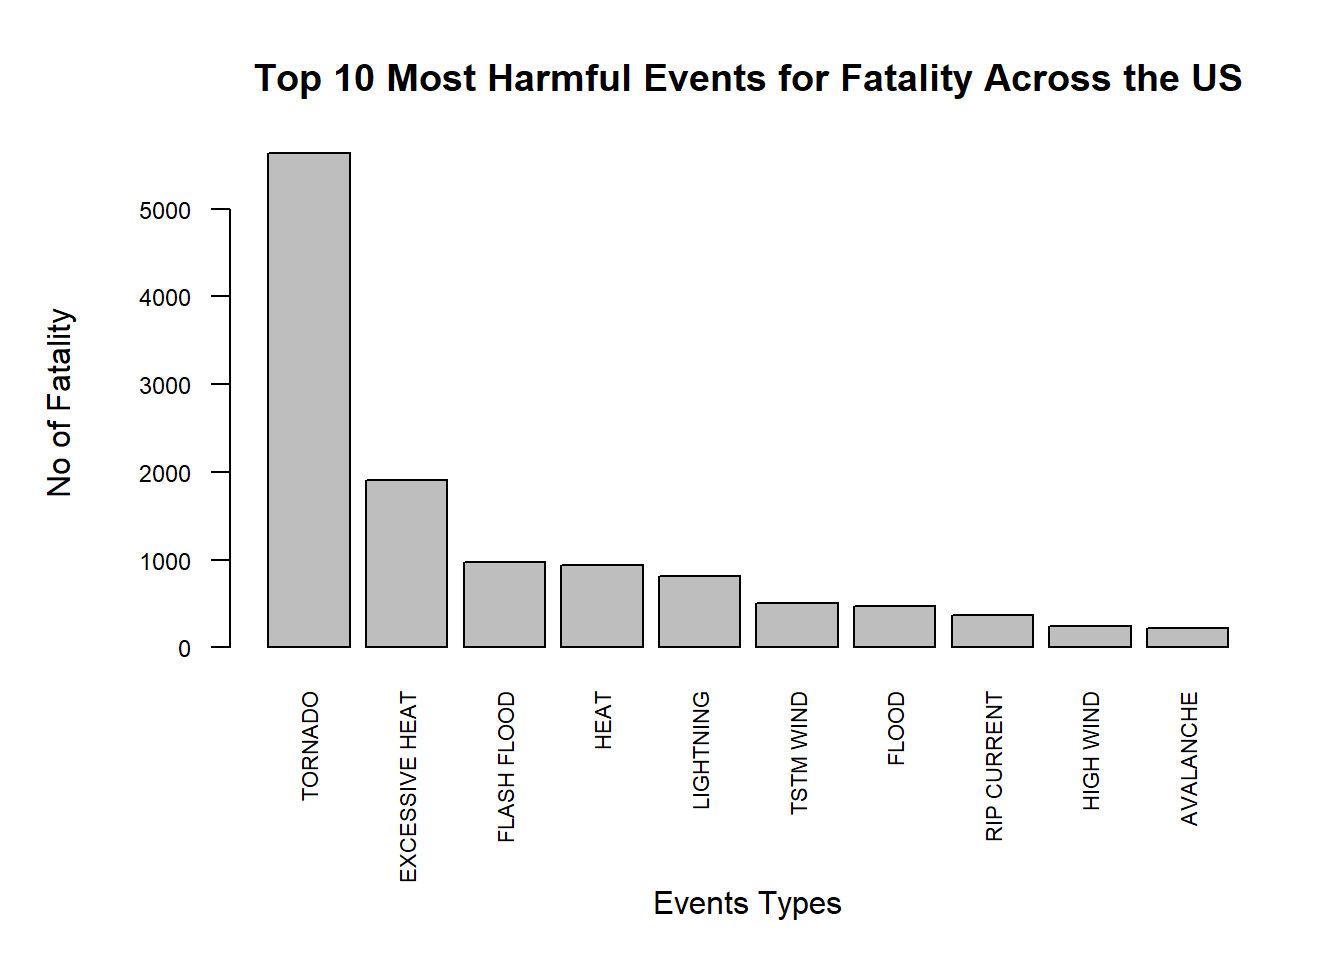 Top 10 Most Harmful Events for Fatality Across the US
No of Fatality
5000
4000
3000
2000
1000
0
TORNADO
EXCESSIVE HEAT
FLASH FLOOD
HEAT
LIGHTNING
TSTM WIND
FLOOD
RIP CURRENT
HIGH WIND
AVALANCHE
Events Types